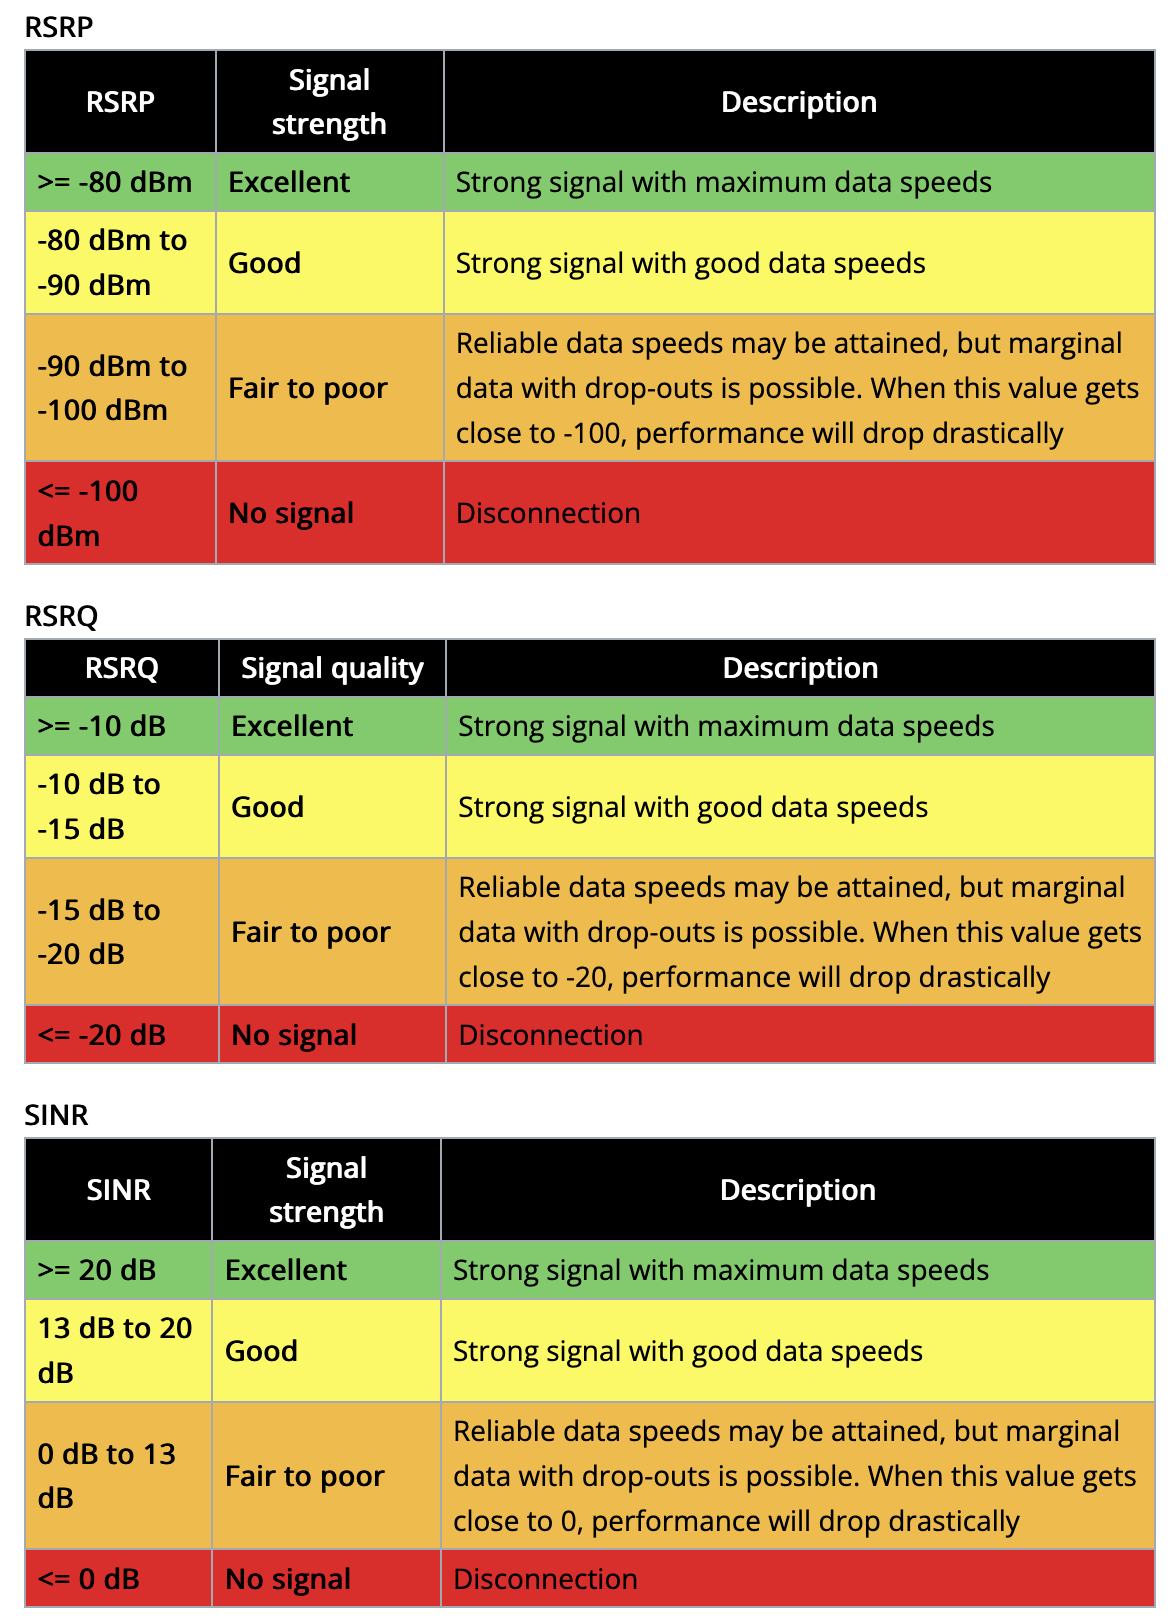 RSRP
RSRP
Signal
strength
Description
>= -80 dBm
Excellent
Strong signal with maximum data speeds
-80 dBm to
-90 dBm
Good
Strong signal with good data speeds
-90 dBm to
-100 dBm
Fair to poor
Reliable data speeds may be attained, but marginal
data with drop-outs is possible. When this value gets
close to -100, performance will drop drastically
<= -100
dBm
No signal
Disconnection
RSRQ
RSRQ
Signal quality
Description
>= -10 dB
Excellent
Strong signal with maximum data speeds
-10 dB to
-15 dB
Good
Strong signal with good data speeds
-15 dB to
-20 dB
Fair to poor
Reliable data speeds may be attained, but marginal
data with drop-outs is possible. When this value gets
close to -20, performance will drop drastically
<= -20 dB
No signal
Disconnection
SINR
SINR
Signal
strength
Description
>= 20 dB
Excellent
Strong signal with maximum data speeds
13 dB to 20
dB
Good
Strong signal with good data speeds
0 dB to 13
dB
Fair to poor
Reliable data speeds may be attained, but marginal
data with drop-outs is possible. When this value gets
close to 0, performance will drop drastically
<= 0 dB
No signal
Disconnection